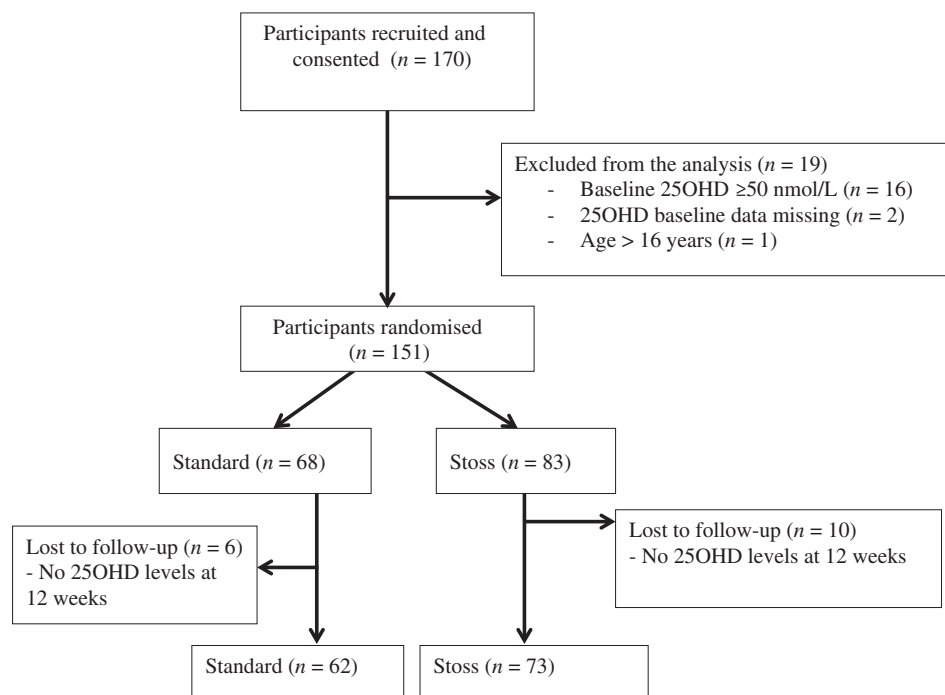 Participants recruited and
consented (n = 170)
Excluded from the analysis (n = 19)
- Baseline 25OHD ≥50 nmol/L (n = 16)
- 25OHD baseline data missing (n = 2)
- Age > 16 years (n = 1)
Participants randomised
(n = 151)
Standard (n = 68)
Stoss (n = 83)
Lost to follow-up (n = 6)
- No 25OHD levels at
12 weeks
Lost to follow-up (n = 10)
- No 25OHD levels at 12 weeks
Standard (n = 62)
Stoss (n = 73)